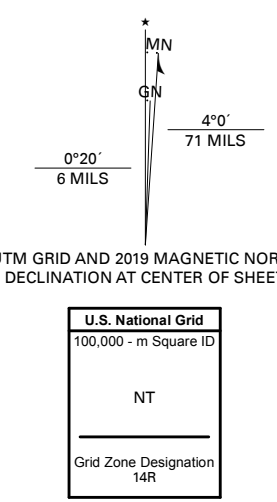 ★
MN
GN
4°0´
71 MILS
0°20´
6 MILS
UTM GRID AND 2019 MAGNETIC NOR
DECLINATION AT CENTER OF SHEET
U.S. National Grid
100,000 - m Square ID
NT
Grid Zone Designation
14R